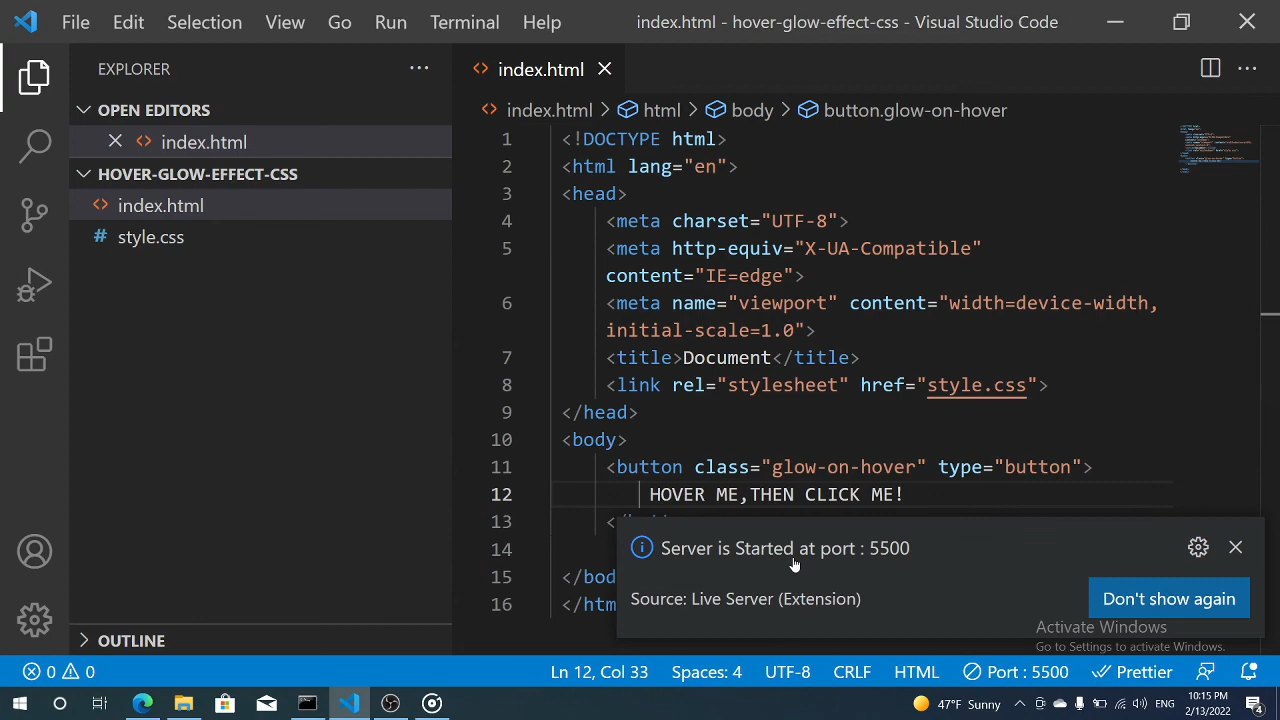 File Edit Selection View Go Run Terminal Help index.html - hover-glow-effect-css - Visual Studio Code
EXPLORER
OPEN EDITORS
index.html
HOVER-GLOW-EFFECT-CSS
index.html
# style.css
OUTLINE
index.html
index.html > html > body > button.glow-on-hover
1 <!DOCTYPE html>
2 <html lang="en">
3 <head>
4 <meta charset="UTF-8">
5 <meta http-equiv="X-UA-Compatible"
content="IE=edge">
6 <meta name="viewport" content="width=device-width,
initial-scale=1.0">
7 <title>Document</title>
8 <link rel="stylesheet" href="style.css">
9 </head>
10 <body>
11 <button class="glow-on-hover" type="button">
12 HOVER ME,THEN CLICK ME!
13 </
14
15 </bod
16 </htm
Server is Started at port : 5500
Source: Live Server (Extension)
Don't show again
Activate Windows
Go to Settings to activate Windows.
0 0 Ln 12, Col 33 Spaces: 4 UTF-8 CRLF HTML Port : 5500 Prettier
47°F Sunny
10:15 PM
2/13/2022
4